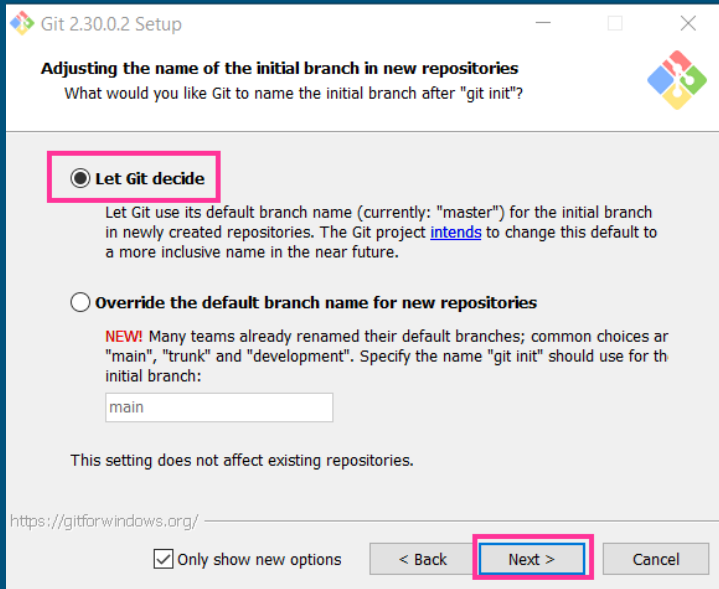 Git 2.30.0.2 Setup
Adjusting the name of the initial branch in new repositories
What would you like Git to name the initial branch after "git init"?
Let Git decide
Let Git use its default branch name (currently: "master") for the initial branch
in newly created repositories. The Git project intends to change this default to
a more inclusive name in the near future.
Override the default branch name for new repositories
NEW! Many teams already renamed their default branches; common choices ar
"main", "trunk" and "development". Specify the name "git init" should use for th
initial branch:
main
This setting does not affect existing repositories.
https://gitforwindows.org/
Only show new options
< Back
Next >
Cancel